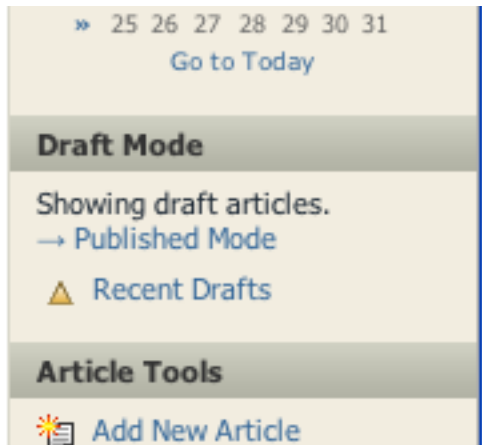 » 25 26 27 28 29 30 31
Go to Today
Draft Mode
Showing draft articles.
→ Published Mode
Recent Drafts
Article Tools
Add New Article